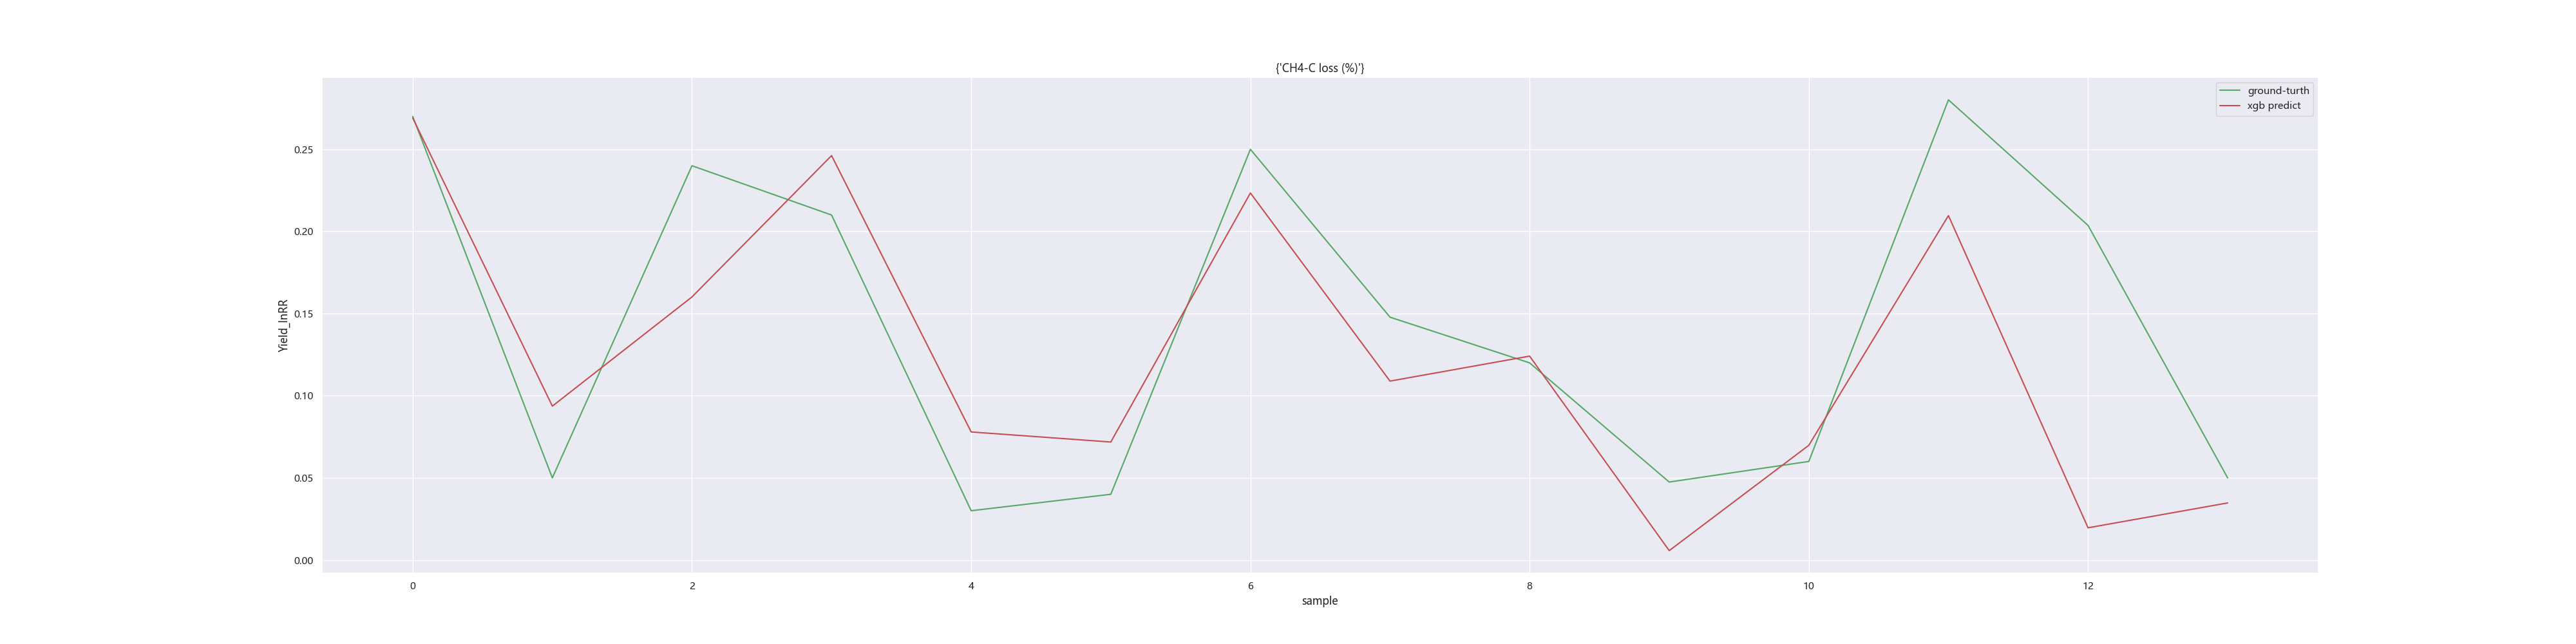 {'CH4-C loss (%)'}
ground-turth
xgb predict
Yield_lnRR
0.25
0.20
0.15
0.10
0.05
0.00
0 2 4 6 8 10 12
sample